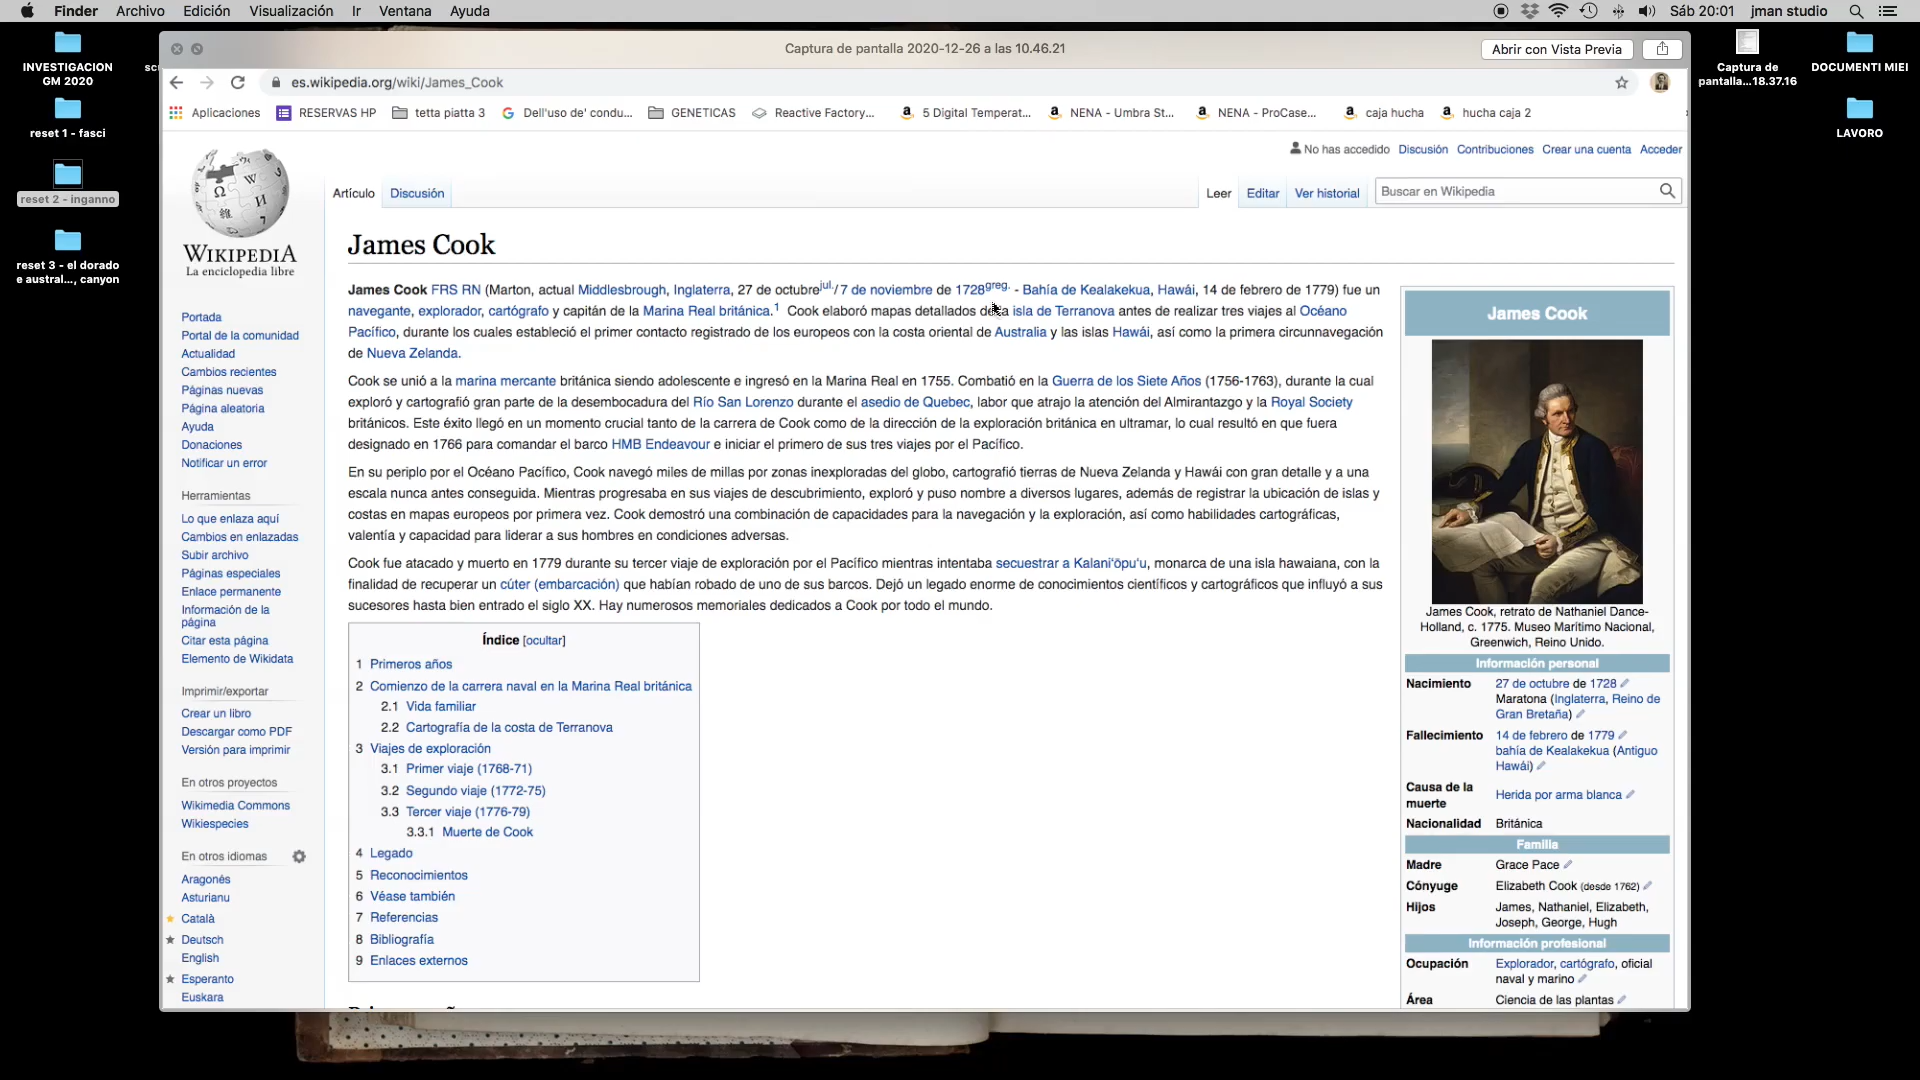 Finder Archivo Edición Visualización Ir Ventana Ayuda
Sáb 20:01 jman studio
INVESTIGACION
GM 2020
reset 1 - fasci
reset 2 - inganno
reset 3 - el dorado
e austral..., canyon
Captura de
pantalla...18.37.16
DOCUMENTI MIEI
LAVORO
Captura de pantalla 2020-12-26 a las 10.46.21
Abrir con Vista Previa
es.wikipedia.org/wiki/James_Cook
Aplicaciones RESERVAS HP tetta piatta 3 Dell'uso de' condu... GENETICAS Reactive Factory... 5 Digital Temperat... NENA - Umbra St... NENA - ProCase... caja hucha hucha caja 2
No has accedido Discusión Contribuciones Crear una cuenta Acceder
Artículo Discusión Leer Editar Ver historial Buscar en Wikipedia
WIKIPEDIA
La enciclopedia libre
Portada
Portal de la comunidad
Actualidad
Cambios recientes
Páginas nuevas
Página aleatoria
Ayuda
Donaciones
Notificar un error
Herramientas
Lo que enlaza aquí
Cambios en enlazadas
Subir archivo
Páginas especiales
Enlace permanente
Información de la
página
Citar esta página
Elemento de Wikidata
Imprimir/exportar
Crear un libro
Descargar como PDF
Versión para imprimir
En otros proyectos
Wikimedia Commons
Wikiespecies
En otros idiomas
Aragonés
Asturianu
Català
Deutsch
English
Esperanto
Euskara
James Cook
James Cook FRS RN (Marton, actual Middlesbrough, Inglaterra, 27 de octubrejul./ 7 de noviembre de 1728greg. - Bahía de Kealakekua, Hawái, 14 de febrero de 1779) fue un
navegante, explorador, cartógrafo y capitán de la Marina Real británica.1 Cook elaboró mapas detallados de la isla de Terranova antes de realizar tres viajes al Océano
Pacífico, durante los cuales estableció el primer contacto registrado de los europeos con la costa oriental de Australia y las islas Hawái, así como la primera circunnavegación
de Nueva Zelanda.
Cook se unió a la marina mercante británica siendo adolescente e ingresó en la Marina Real en 1755. Combatió en la Guerra de los Siete Años (1756-1763), durante la cual
exploró y cartografió gran parte de la desembocadura del Río San Lorenzo durante el asedio de Quebec, labor que atrajo la atención del Almirantazgo y la Royal Society
británicos. Este éxito llegó en un momento crucial tanto de la carrera de Cook como de la dirección de la exploración británica en ultramar, lo cual resultó en que fuera
designado en 1766 para comandar el barco HMB Endeavour e iniciar el primero de sus tres viajes por el Pacífico.
En su periplo por el Océano Pacífico, Cook navegó miles de millas por zonas inexploradas del globo, cartografió tierras de Nueva Zelanda y Hawái con gran detalle y a una
escala nunca antes conseguida. Mientras progresaba en sus viajes de descubrimiento, exploró y puso nombre a diversos lugares, además de registrar la ubicación de islas y
costas en mapas europeos por primera vez. Cook demostró una combinación de capacidades para la navegación y la exploración, así como habilidades cartográficas,
valentía y capacidad para liderar a sus hombres en condiciones adversas.
Cook fue atacado y muerto en 1779 durante su tercer viaje de exploración por el Pacífico mientras intentaba secuestrar a Kalani'ōpu'u, monarca de una isla hawaiana, con la
finalidad de recuperar un cúter (embarcación) que habían robado de uno de sus barcos. Dejó un legado enorme de conocimientos científicos y cartográficos que influyó a sus
sucesores hasta bien entrado el siglo XX. Hay numerosos memoriales dedicados a Cook por todo el mundo.
Índice [ocultar]
1 Primeros años
2 Comienzo de la carrera naval en la Marina Real británica
2.1 Vida familiar
2.2 Cartografía de la costa de Terranova
3 Viajes de exploración
3.1 Primer viaje (1768-71)
3.2 Segundo viaje (1772-75)
3.3 Tercer viaje (1776-79)
3.3.1 Muerte de Cook
4 Legado
5 Reconocimientos
6 Véase también
7 Referencias
8 Bibliografía
9 Enlaces externos
James Cook
James Cook, retrato de Nathaniel Dance-
Holland, c. 1775. Museo Marítimo Nacional,
Greenwich, Reino Unido.
Información personal
Nacimiento 27 de octubre de 1728
Maratona (Inglaterra, Reino de
Gran Bretaña)
Fallecimiento 14 de febrero de 1779
bahía de Kealakekua (Antiguo
Hawái)
Causa de la
muerte Herida por arma blanca
Nacionalidad Británica
Familia
Madre Grace Pace
Cónyuge Elizabeth Cook (desde 1762)
Hijos James, Nathaniel, Elizabeth,
Joseph, George, Hugh
Información profesional
Ocupación Explorador, cartógrafo, oficial
naval y marino
Área Ciencia de las plantas